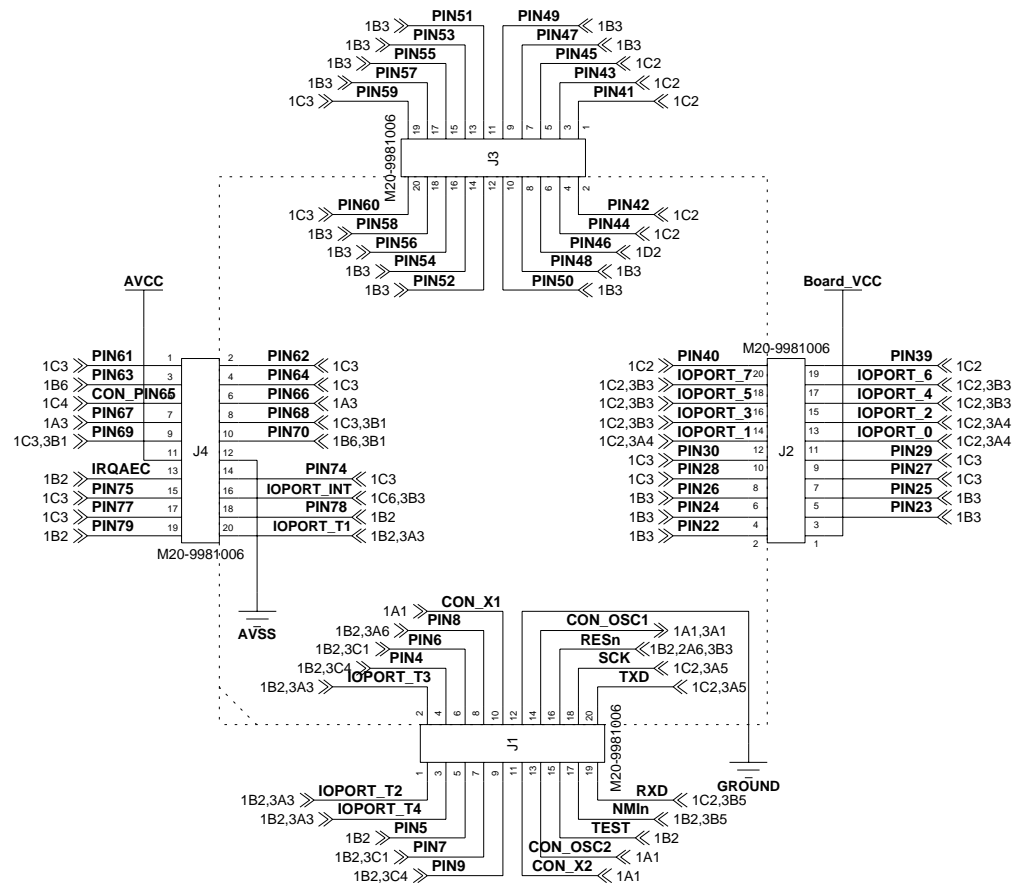 PIN51 PIN49
1B3 1B3
PIN53 PIN47
1B3 1B3
PIN55 PIN45
1B3 1C2
PIN57 PIN43
1B3 1C2
PIN59 PIN41
1C3 1C2
19 17 15 13 11 9 7 5 3 1
M20-9981006
J3
20 18 16 14 12 10 8 6 4 2
PIN60 PIN42
1C3 1C2
PIN58 PIN44
1B3 1C2
PIN56 PIN46
1B3 1D2
PIN54 PIN48
1B3 1B3
PIN52 PIN50
1B3 1B3
AVCC
PIN61 1 2 PIN62
1C3 1C3
PIN63 3 4 PIN64
1B6 1C3
CON_PIN65 5 6 PIN66
1C4 1A3
PIN67 7 8 PIN68
1A3 1C3,3B1
PIN69 9 10 PIN70
1C3,3B1 1B6,3B1
11 12
J4
IRQAEC 13 14 PIN74
1B2 1C3
PIN75 15 16 IOPORT_INT
1C3 1C6,3B3
PIN77 17 18 PIN78
1C3 1B2
PIN79 19 20 IOPORT_T1
1B2 1B2,3A3
M20-9981006
AVSS
Board_VCC
M20-9981006
PIN40 20 19 PIN39
1C2 1C2
IOPORT_7 18 17 IOPORT_6
1C2,3B3 1C2,3B3
IOPORT_5 16 15 IOPORT_4
1C2,3B3 1C2,3B3
IOPORT_3 14 13 IOPORT_2
1C2,3B3 1C2,3A4
IOPORT_1 12 11 IOPORT_0
1C2,3A4 1C2,3A4
J2
PIN30 10 9 PIN29
1C3 1C3
PIN28 8 7 PIN27
1C3 1C3
PIN26 6 5 PIN25
1B3 1B3
PIN24 4 3 PIN23
1B3 1B3
PIN22 2 1
1B3
CON_X1 CON_OSC1
1A1 1A1,3A1
PIN8 RESn
1B2,3A6 1B2,2A6,3B3
PIN6 SCK
1B2,3C1 1C2,3A5
PIN4 TXD
1B2,3C4 1C2,3A5
IOPORT_T3
1B2,3A3
2 4 6 8 10 12 14 16 18 20
J1
M20-9981006
1 3 5 7 9 11 13 15 17 19
GROUND
IOPORT_T2 RXD
1B2,3A3 1C2,3B5
IOPORT_T4 NMIn
1B2,3A3 1B2,3B5
PIN5 TEST
1B2 1B2
PIN7 CON_OSC2
1B2,3C1 1A1
PIN9 CON_X2
1B2,3C4 1A1